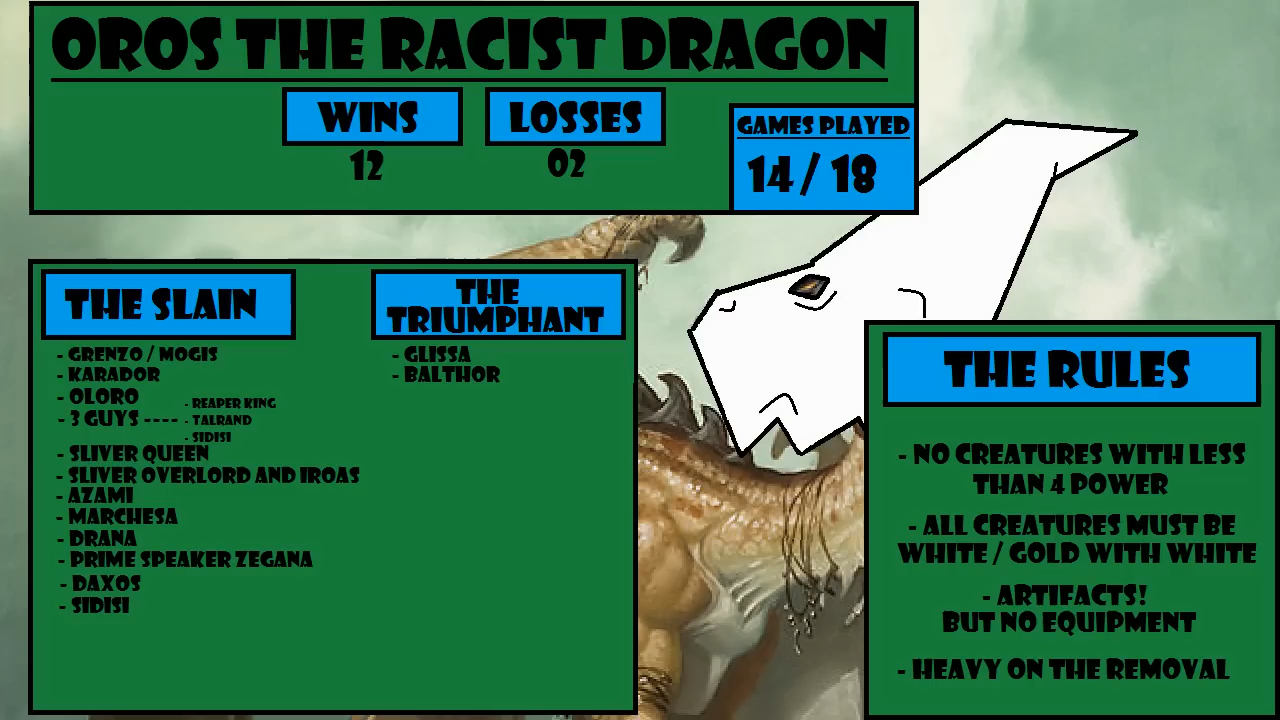 OROS THE RACIST DRAGON
WINS
LOSSES
12
02
GAMES PLAYED
14 / 18
THE SLAIN
- GRENZO / MOGIS
- KARADOR
- OLORO
- 3 GUYS ----
- REAPER KING
- TALRAND
- SIDISI
- SLIVER QUEEN
- SLIVER OVERLORD AND IROAS
- AZAMI
- MARCHESA
- DRANA
- PRIME SPEAKER ZEGANA
- DAXOS
- SIDISI
THE
TRIUMPHANT
- GLISSA
- BALTHOR
THE RULES
- NO CREATURES WITH LESS
THAN 4 POWER
- ALL CREATURES MUST BE
WHITE / GOLD WITH WHITE
- ARTIFACTS!
BUT NO EQUIPMENT
- HEAVY ON THE REMOVAL